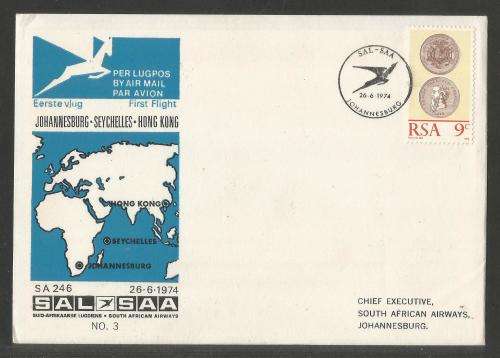 PER LUGPOS
BY AIR MAIL
PAR AVION
Eerste vlug First Flight
JOHANNESBURG·SEYCHELLES·HONG KONG
HONG KONG
SEYCHELLES
JOHANNESBURG
SA 246 26-6-1974
SAL SAA
SUID-AFRIKAANSE LUGDIENS · SOUTH AFRICAN AIRWAYS
NO. 3
SAL-SAA
26-6-1974
JOHANNESBURG
RSA 9c
CHIEF EXECUTIVE,
SOUTH AFRICAN AIRWAYS,
JOHANNESBURG.